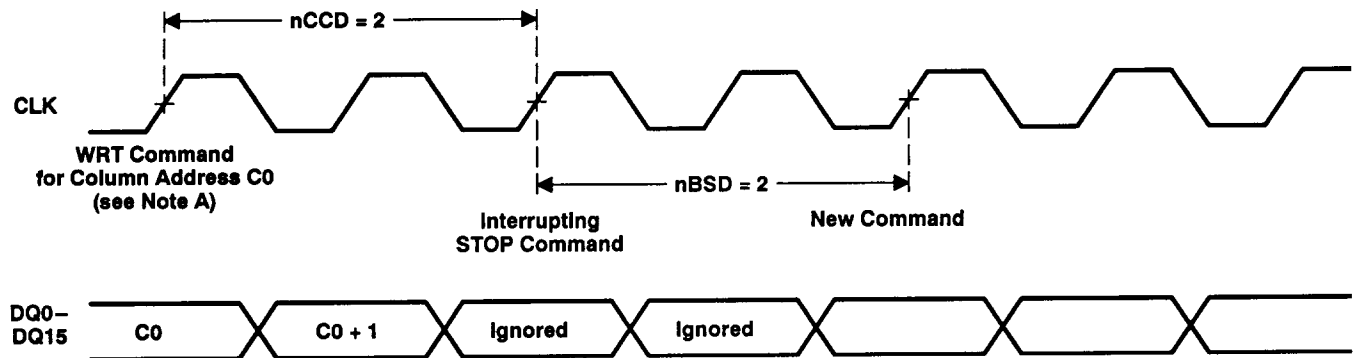 nCCD = 2
CLK
WRT Command
for Column Address C0
(see Note A)
nBSD = 2
Interrupting
STOP Command
New Command
DQ0–
DQ15
C0
C0 + 1
Ignored
Ignored